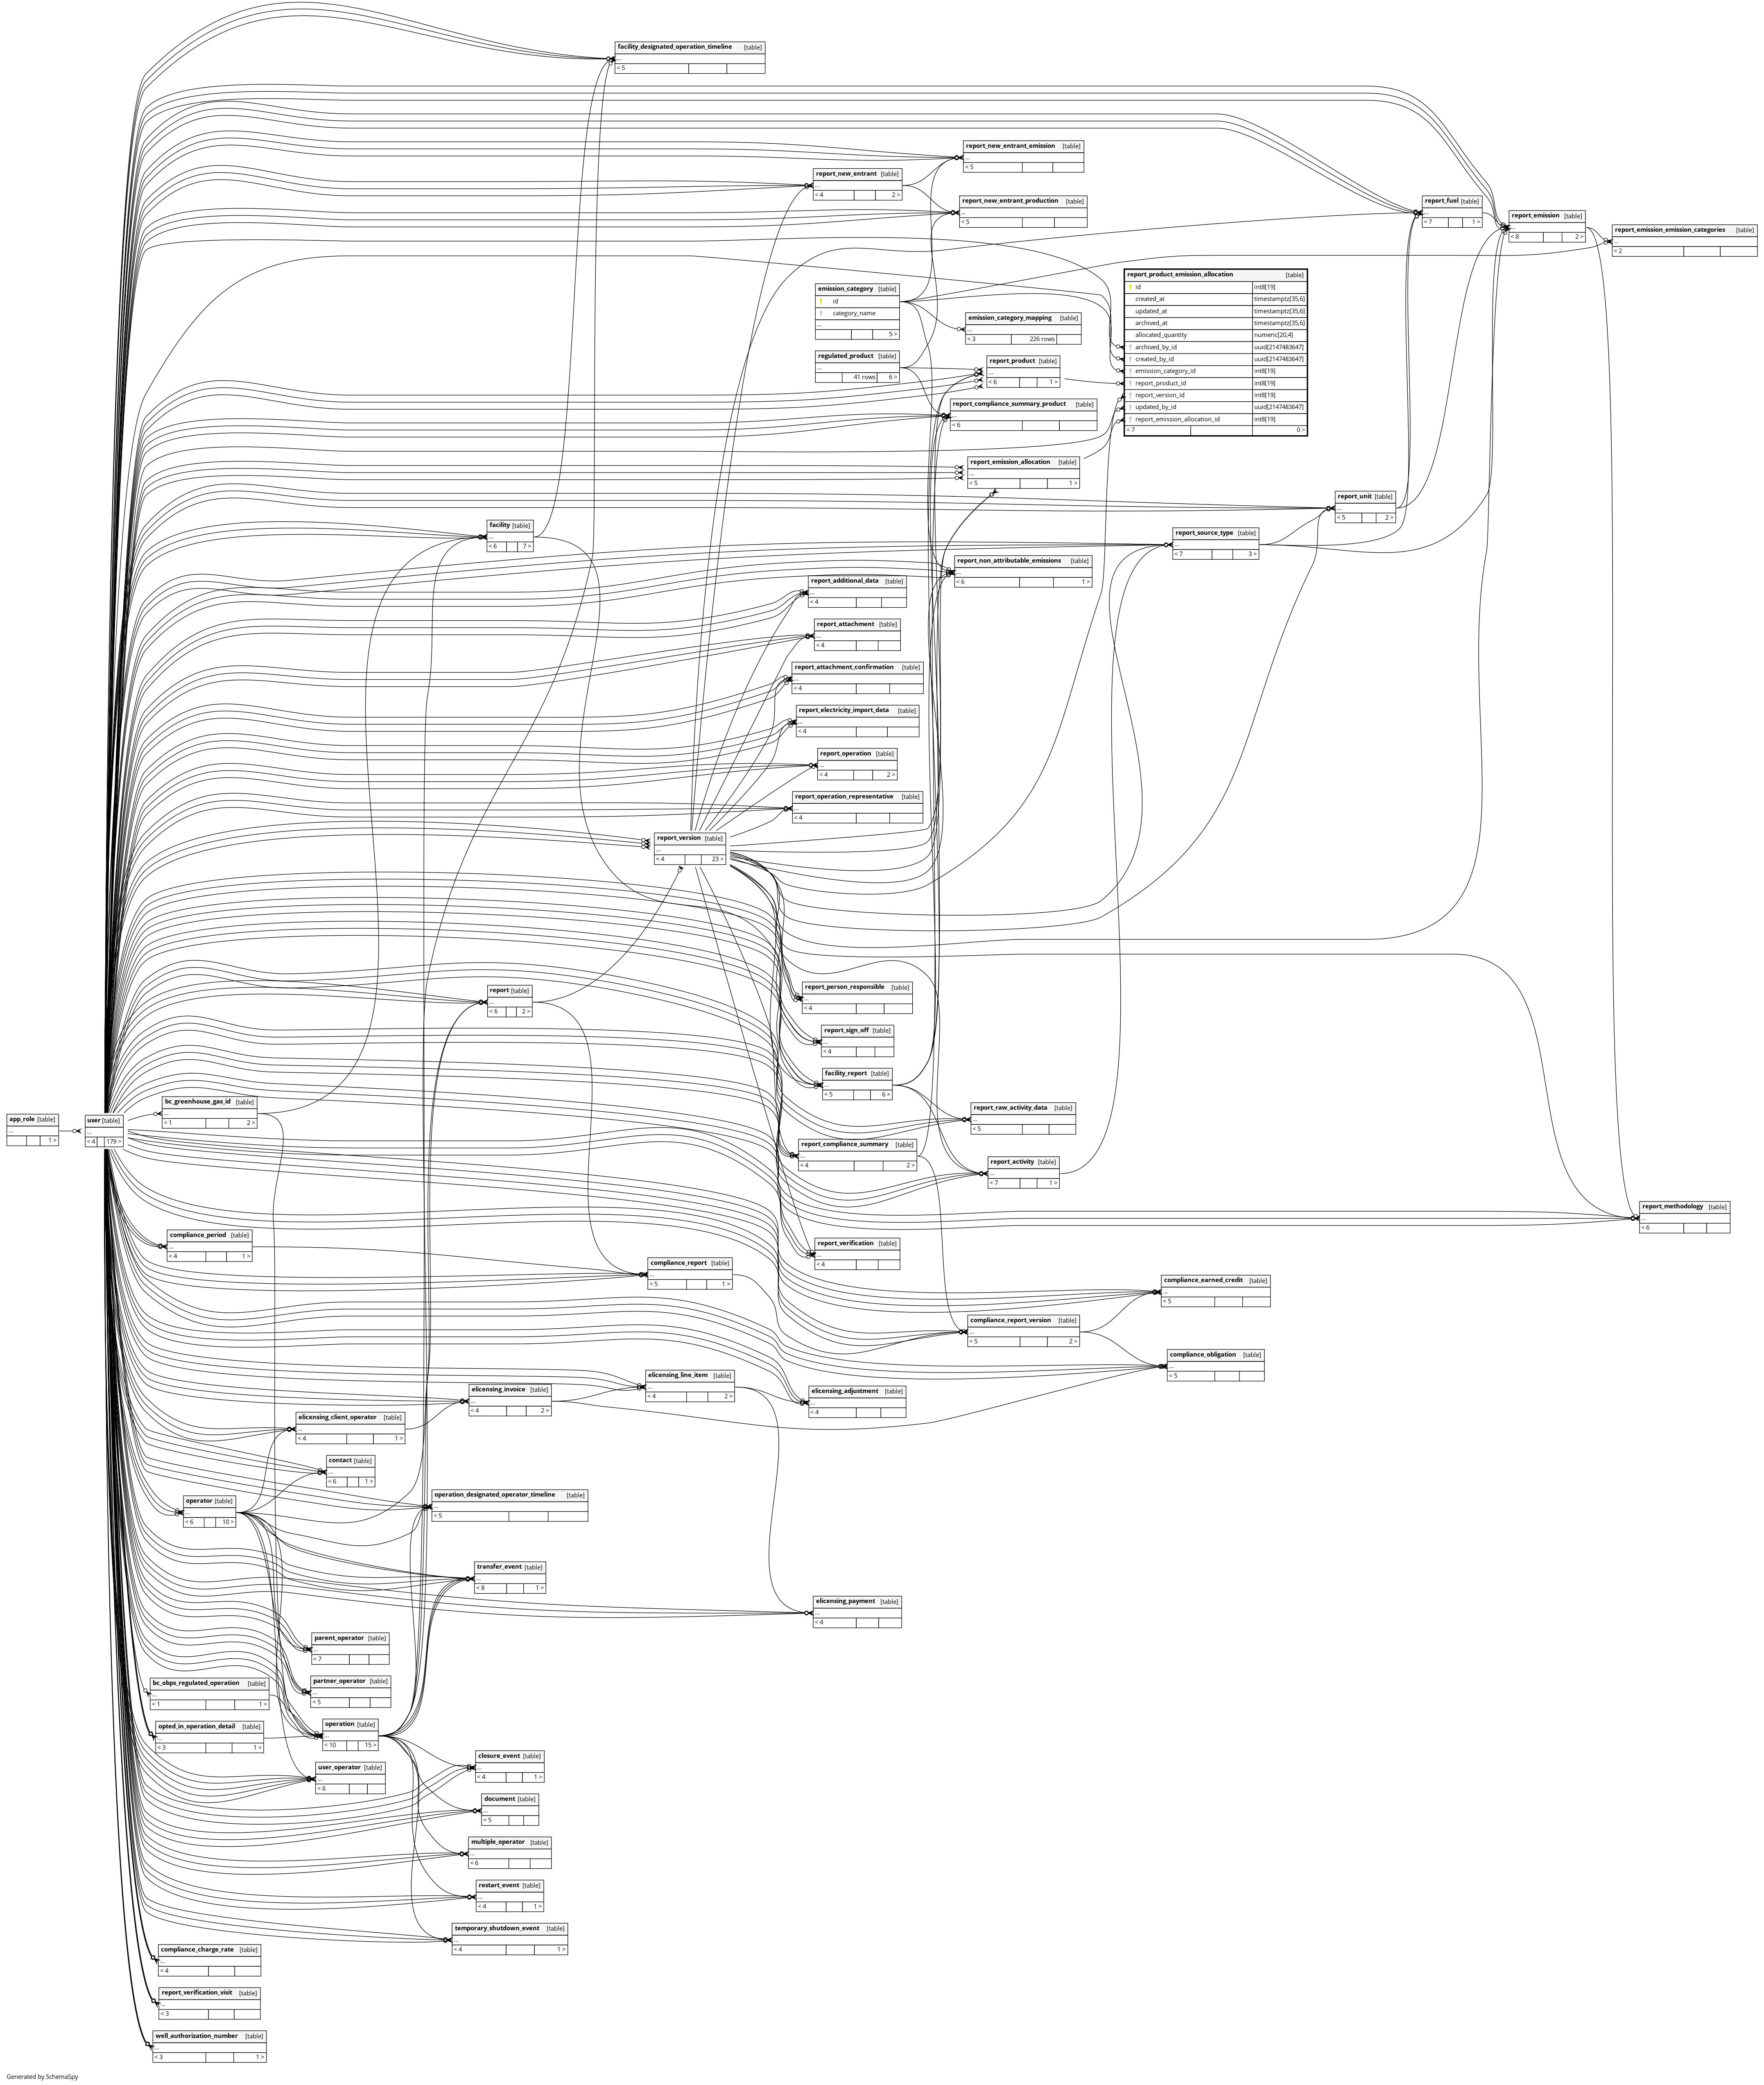 facility_designated_operation_timeline [table]
...
< 5
report_new_entrant_emission [table]
...
< 5
report_new_entrant [table]
...
< 4 2 >
report_new_entrant_production [table]
...
< 5
report_fuel [table]
...
< 7 1 >
report_emission [table]
...
< 8 2 >
report_emission_emission_categories [table]
...
< 2
report_product_emission_allocation [table]
id int8[19]
created_at timestamptz[35,6]
updated_at timestamptz[35,6]
archived_at timestamptz[35,6]
allocated_quantity numeric[20,4]
archived_by_id uuid[2147483647]
created_by_id uuid[2147483647]
emission_category_id int8[19]
report_product_id int8[19]
report_version_id int8[19]
updated_by_id uuid[2147483647]
report_emission_allocation_id int8[19]
< 7 0 >
emission_category [table]
id
category_name
...
5 >
emission_category_mapping [table]
...
< 3 226 rows
regulated_product [table]
...
41 rows 6 >
report_product [table]
...
< 6 1 >
report_compliance_summary_product [table]
...
< 6
report_emission_allocation [table]
...
< 5 1 >
report_unit [table]
...
< 5 2 >
facility [table]
...
< 6 7 >
report_source_type [table]
...
< 7 3 >
report_non_attributable_emissions [table]
...
< 6 1 >
report_additional_data [table]
...
< 4
report_attachment [table]
...
< 4
report_attachment_confirmation [table]
...
< 4
report_electricity_import_data [table]
...
< 4
report_operation [table]
...
< 4 2 >
report_operation_representative [table]
...
< 4
report_version [table]
...
< 4 23 >
report [table]
...
< 6 2 >
report_person_responsible [table]
...
< 4
report_sign_off [table]
...
< 4
facility_report [table]
...
< 5 6 >
bc_greenhouse_gas_id [table]
...
< 1 2 >
app_role [table]
...
1 >
user [table]
...
< 4 179 >
report_raw_activity_data [table]
...
< 5
report_compliance_summary [table]
...
< 4 2 >
report_activity [table]
...
< 7 1 >
report_methodology [table]
...
< 6
compliance_period [table]
...
< 4 1 >
report_verification [table]
...
< 4
compliance_report [table]
...
< 5 1 >
compliance_earned_credit [table]
...
< 5
compliance_report_version [table]
...
< 5 2 >
compliance_obligation [table]
...
< 5
elicensing_line_item [table]
...
< 4 2 >
elicensing_invoice [table]
...
< 4 2 >
elicensing_adjustment [table]
...
< 4
elicensing_client_operator [table]
...
< 4 1 >
contact [table]
...
< 6 1 >
operation_designated_operator_timeline [table]
...
< 5
operator [table]
...
< 6 10 >
transfer_event [table]
...
< 8 1 >
elicensing_payment [table]
...
< 4
parent_operator [table]
...
< 7
bc_obps_regulated_operation [table]
...
< 1 1 >
partner_operator [table]
...
< 5
opted_in_operation_detail [table]
...
< 3 1 >
operation [table]
...
< 10 15 >
user_operator [table]
...
< 6
closure_event [table]
...
< 4 1 >
document [table]
...
< 5
multiple_operator [table]
...
< 6
restart_event [table]
...
< 4 1 >
temporary_shutdown_event [table]
...
< 4 1 >
compliance_charge_rate [table]
...
< 4
report_verification_visit [table]
...
< 3
well_authorization_number [table]
...
< 3 1 >
Generated by SchemaSpy